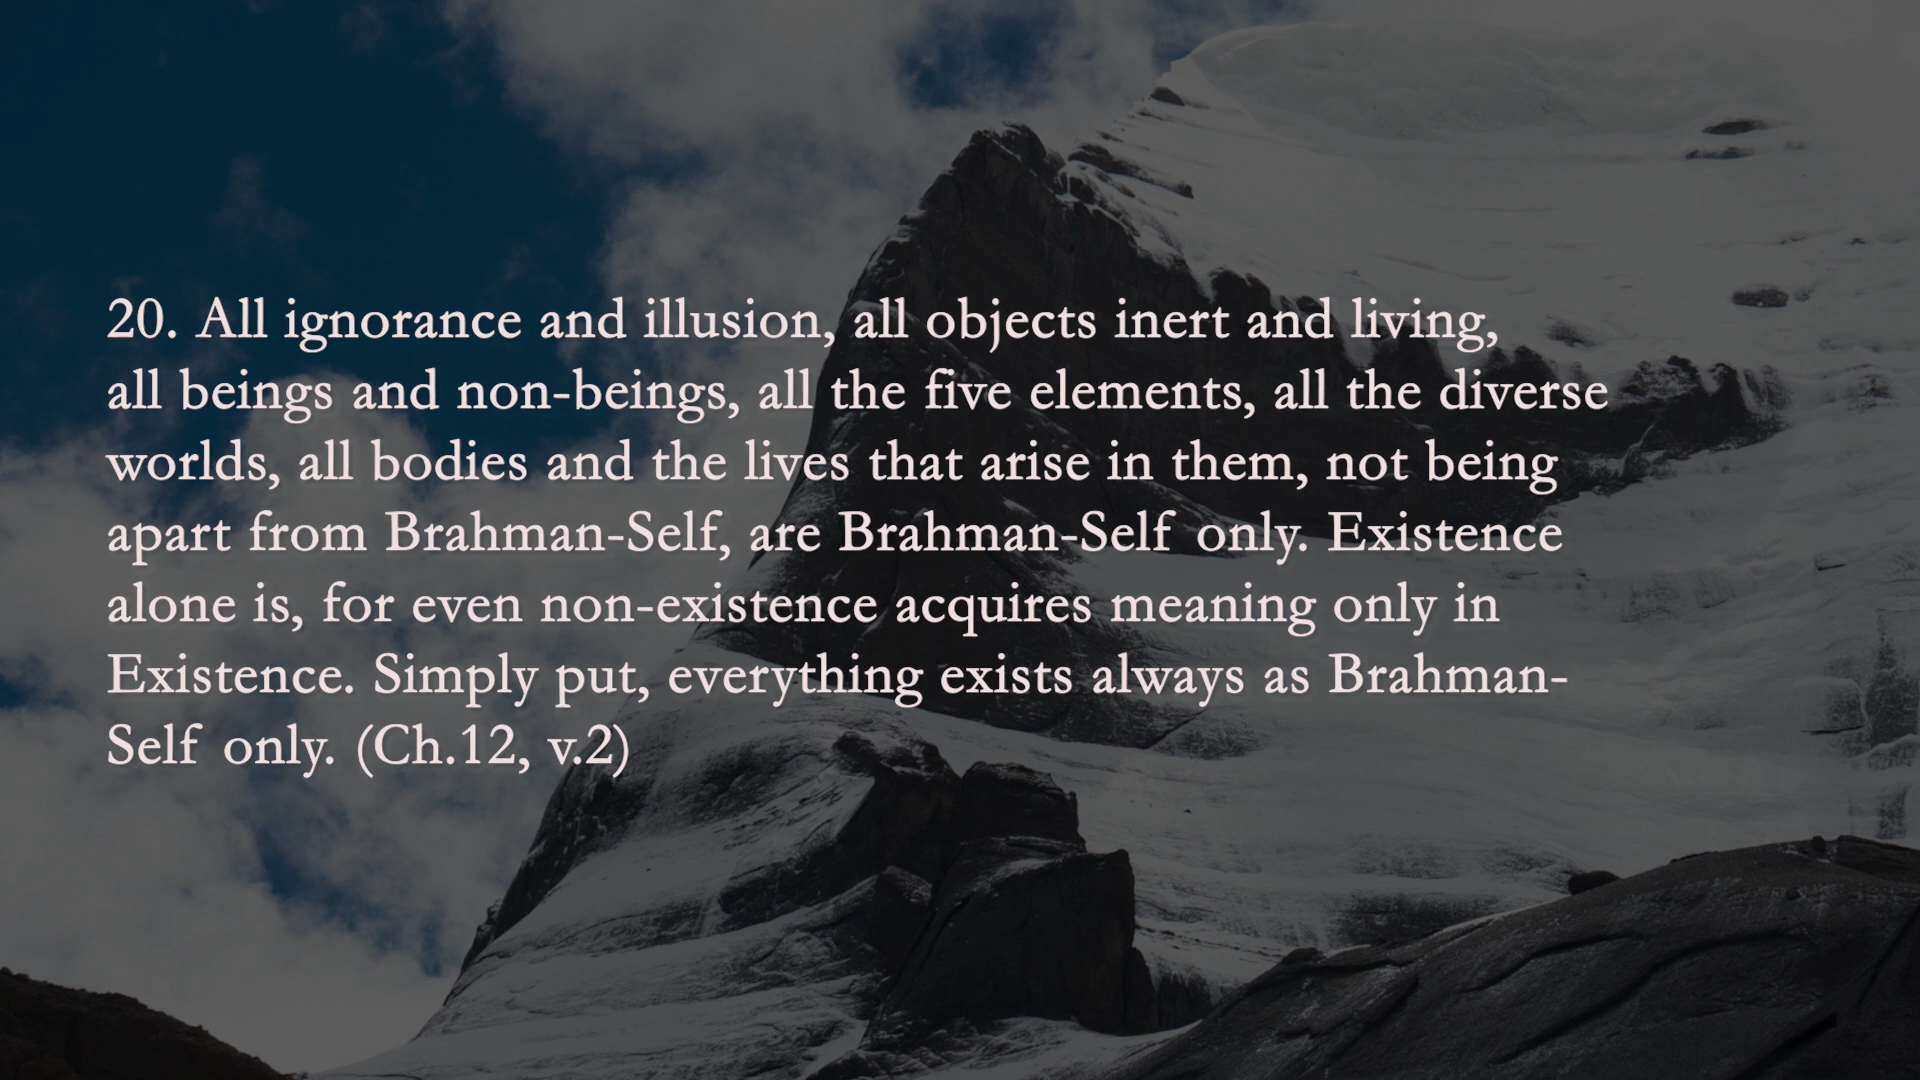 20. All ignorance and illusion, all objects inert and living,
all beings and non-beings, all the five elements, all the diverse
worlds, all bodies and the lives that arise in them, not being
apart from Brahman-Self, are Brahman-Self only. Existence
alone is, for even non-existence acquires meaning only in
Existence. Simply put, everything exists always as Brahman-
Self only. (Ch.12, v.2)